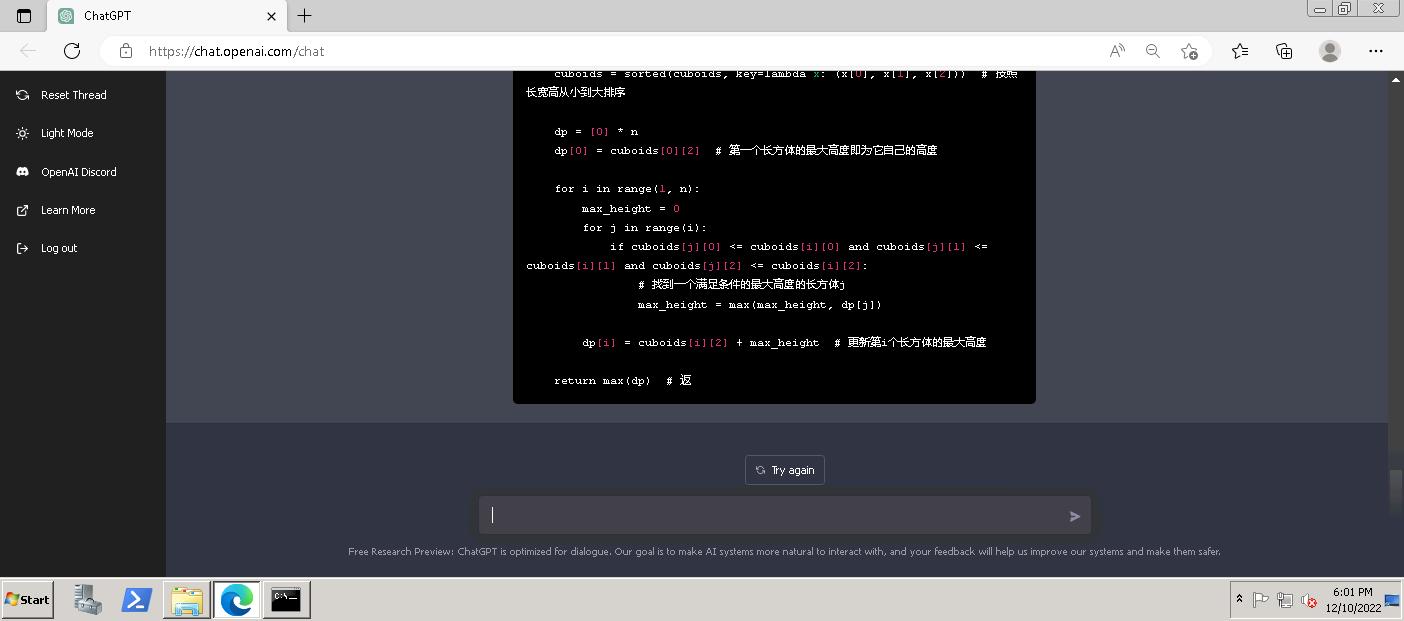 ChatGPT
https://chat.openai.com/chat
Reset Thread
Light Mode
OpenAI Discord
Learn More
Log out
cuboids = sorted(cuboids, key=lambda x: (x[0], x[1], x[2])) # 按照
长宽高从小到大排序
dp = [0] * n
dp[0] = cuboids[0][2] # 第一个长方体的最大高度即为它自己的高度
for i in range(1, n):
max_height = 0
for j in range(i):
if cuboids[j][0] <= cuboids[i][0] and cuboids[j][1] <=
cuboids[i][1] and cuboids[j][2] <= cuboids[i][2]:
# 找到一个满足条件的最大高度的长方体j
max_height = max(max_height, dp[j])
dp[i] = cuboids[i][2] + max_height # 更新第i个长方体的最大高度
return max(dp) # 返
Try again
Free Research Preview: ChatGPT is optimized for dialogue. Our goal is to make AI systems more natural to interact with, and your feedback will help us improve our systems and make them safer.
Start
C:\
6:01 PM
12/10/2022